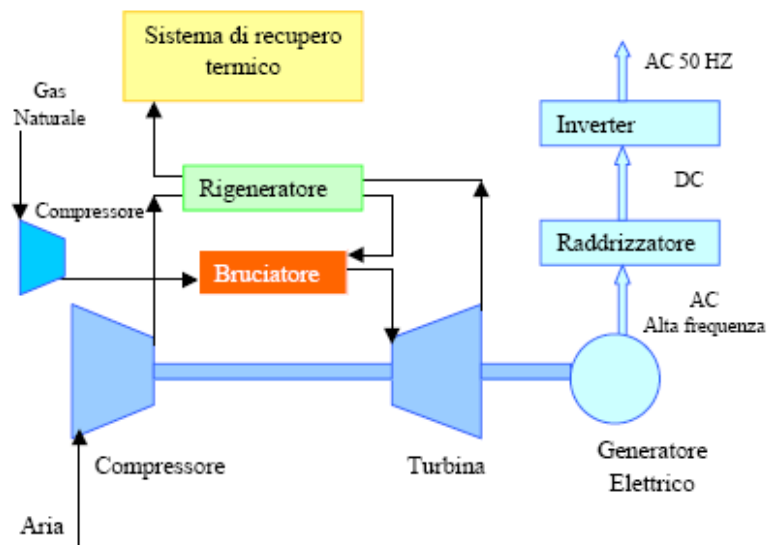 Sistema di recupero
termico
AC 50 HZ
Gas
Naturale
Inverter
Rigeneratore
DC
Compressore
Raddrizzatore
Bruciatore
AC
Alta frequenza
Compressore
Turbina
Generatore
Elettrico
Aria